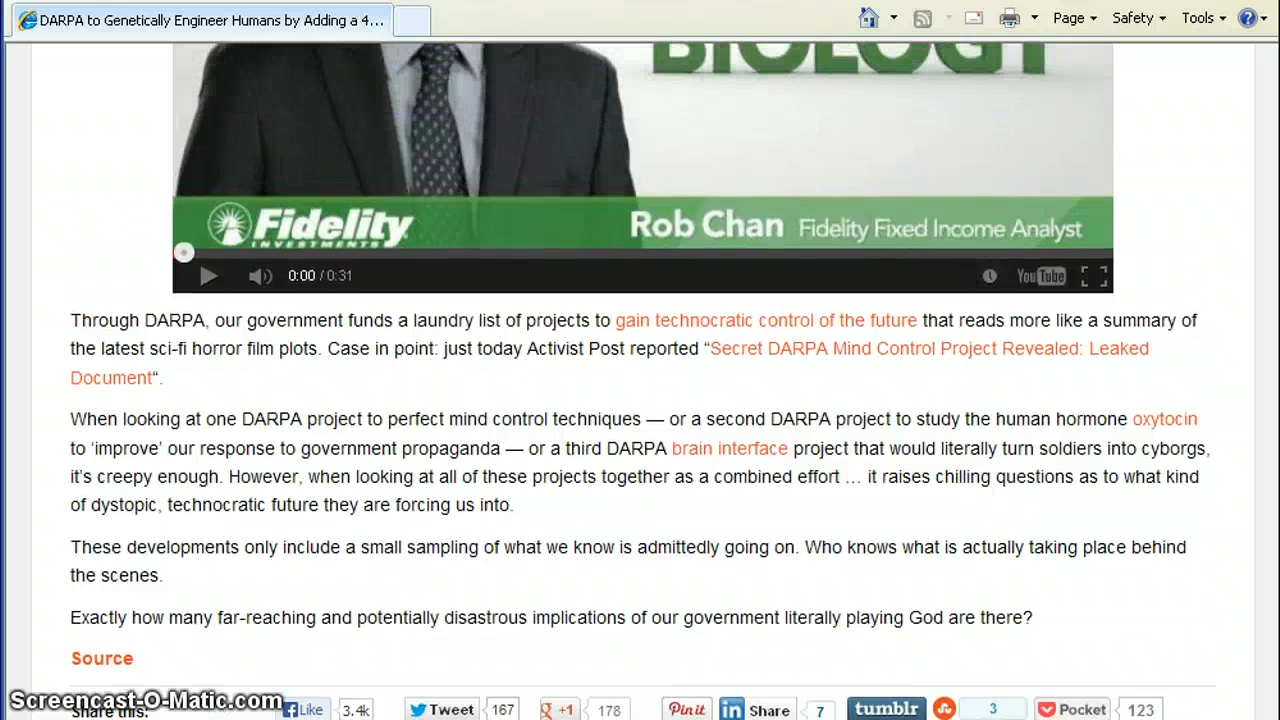 DARPA to Genetically Engineer Humans by Adding a 4...
Page
Safety
Tools
BIOLOGY
Fidelity
INVESTMENTS
Rob Chan Fidelity Fixed Income Analyst
0:00 / 0:31
YouTube
Through DARPA, our government funds a laundry list of projects to gain technocratic control of the future that reads more like a summary of
the latest sci-fi horror film plots. Case in point: just today Activist Post reported “Secret DARPA Mind Control Project Revealed: Leaked
Document“.
When looking at one DARPA project to perfect mind control techniques — or a second DARPA project to study the human hormone oxytocin
to ‘improve’ our response to government propaganda — or a third DARPA brain interface project that would literally turn soldiers into cyborgs,
it’s creepy enough. However, when looking at all of these projects together as a combined effort … it raises chilling questions as to what kind
of dystopic, technocratic future they are forcing us into.
These developments only include a small sampling of what we know is admittedly going on. Who knows what is actually taking place behind
the scenes.
Exactly how many far-reaching and potentially disastrous implications of our government literally playing God are there?
Source
Screencast-O-Matic.com
Share this:
Like 3.4k
Tweet 167
g +1 178
Pin it
in Share 7
tumblr.
3
Pocket 123